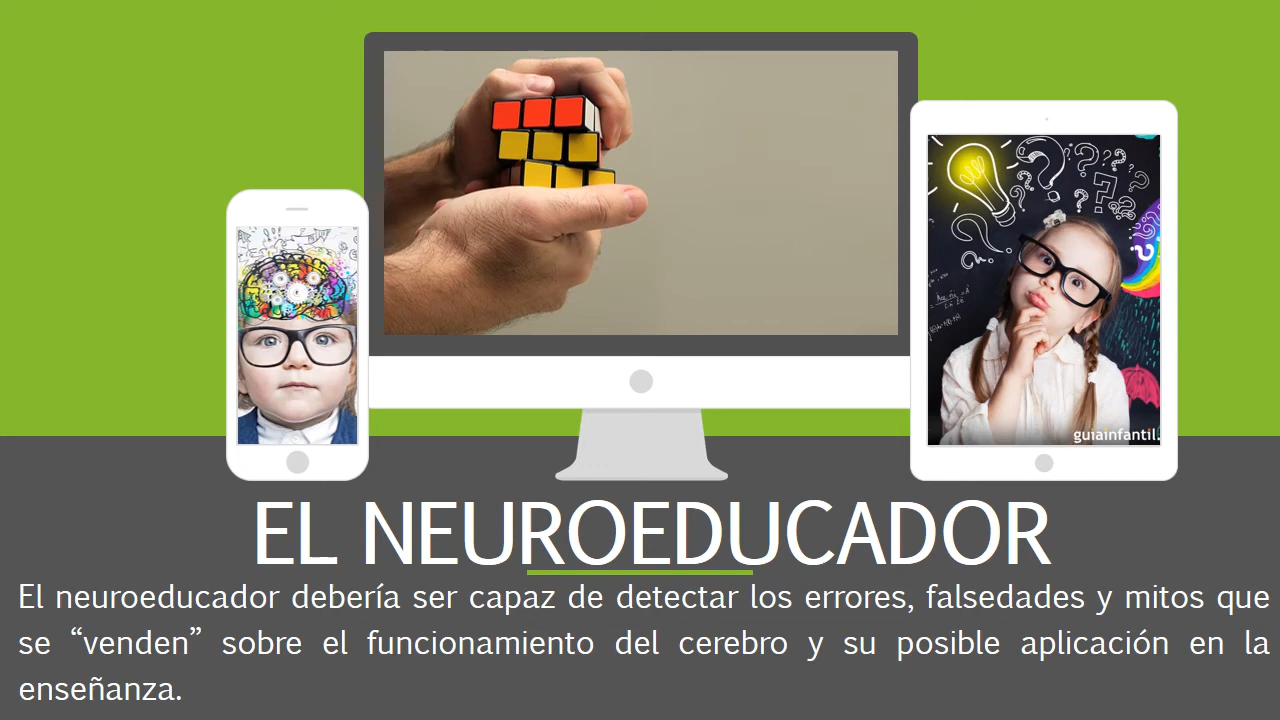 guiainfantil.
EL NEUROEDUCADOR
El neuroeducador debería ser capaz de detectar los errores, falsedades y mitos que
se “venden” sobre el funcionamiento del cerebro y su posible aplicación en la
enseñanza.